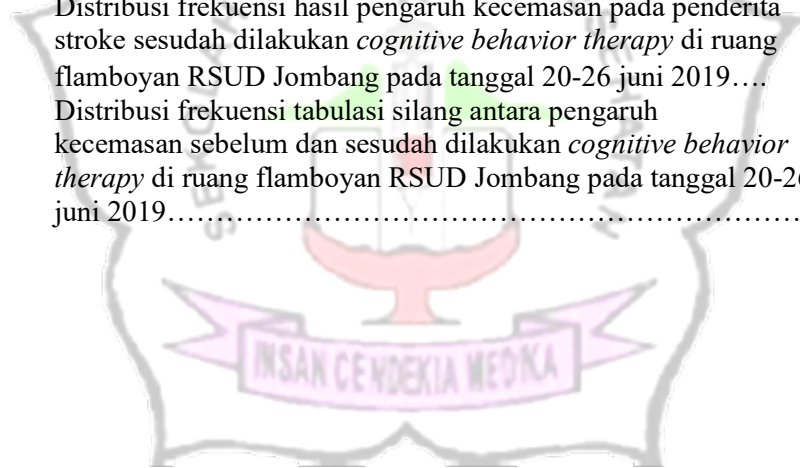 Distribusi frekuensi hasil pengaruh kecemasan pada penderita
stroke sesudah dilakukan cognitive behavior therapy di ruang
flamboyan RSUD Jombang pada tanggal 20-26 juni 2019….
Distribusi frekuensi tabulasi silang antara pengaruh
kecemasan sebelum dan sesudah dilakukan cognitive behavior
therapy di ruang flamboyan RSUD Jombang pada tanggal 20-26
juni 2019……………………………………………………………….
INSAN CENDEKIA MEDIKA